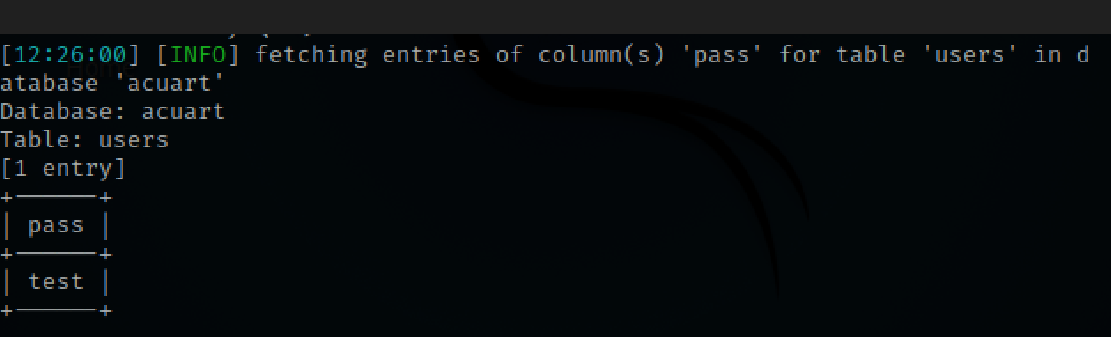 [12:26:00] [INFO] fetching entries of column(s) 'pass' for table 'users' in d
atabase 'acuart'
Database: acuart
Table: users
[1 entry]
+------+
| pass |
+------+
| test |
+------+